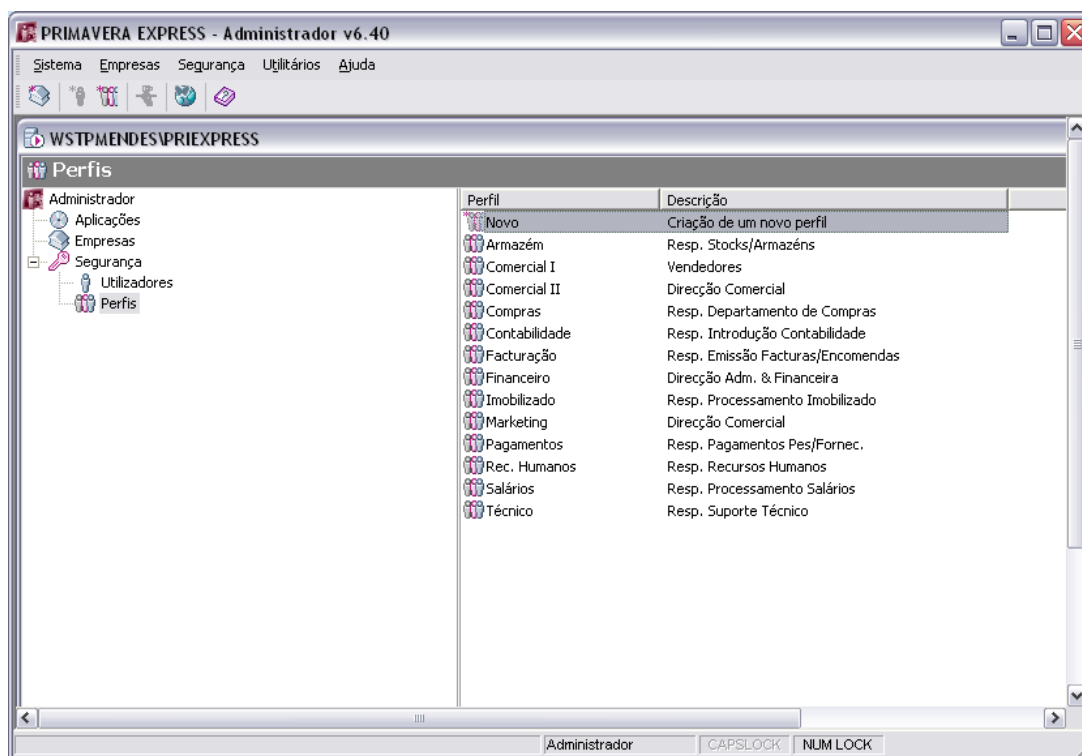 PRIMAVERA EXPRESS - Administrador v6.40
Sistema Empresas Segurança Utilitários Ajuda
WSTPMENDES\PRIEXPRESS
Perfis
Administrador
Aplicações
Empresas
Segurança
Utilizadores
Perfis
Perfil Descrição
Novo Criação de um novo perfil
Armazém Resp. Stocks/Armazéns
Comercial I Vendedores
Comercial II Direcção Comercial
Compras Resp. Departamento de Compras
Contabilidade Resp. Introdução Contabilidade
Facturação Resp. Emissão Facturas/Encomendas
Financeiro Direcção Adm. & Financeira
Imobilizado Resp. Processamento Imobilizado
Marketing Direcção Comercial
Pagamentos Resp. Pagamentos Pes/Fornec.
Rec. Humanos Resp. Recursos Humanos
Salários Resp. Processamento Salários
Técnico Resp. Suporte Técnico
Administrador CAPSLOCK NUM LOCK